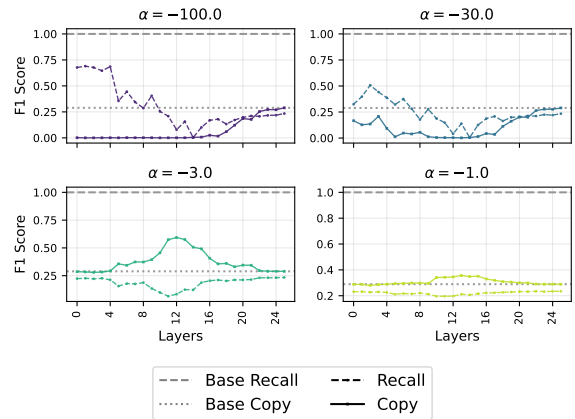 α = −100.0
α = −30.0
F1 Score
1.00
0.75
0.50
0.25
0.00
1.00
0.75
0.50
0.25
0.00
α = −3.0
α = −1.0
F1 Score
1.00
0.75
0.50
0.25
1.0
0.8
0.6
0.4
0.2
0 4 8 12 16 20 24
0 4 8 12 16 20 24
Layers
Layers
Base Recall
Recall
Base Copy
Copy